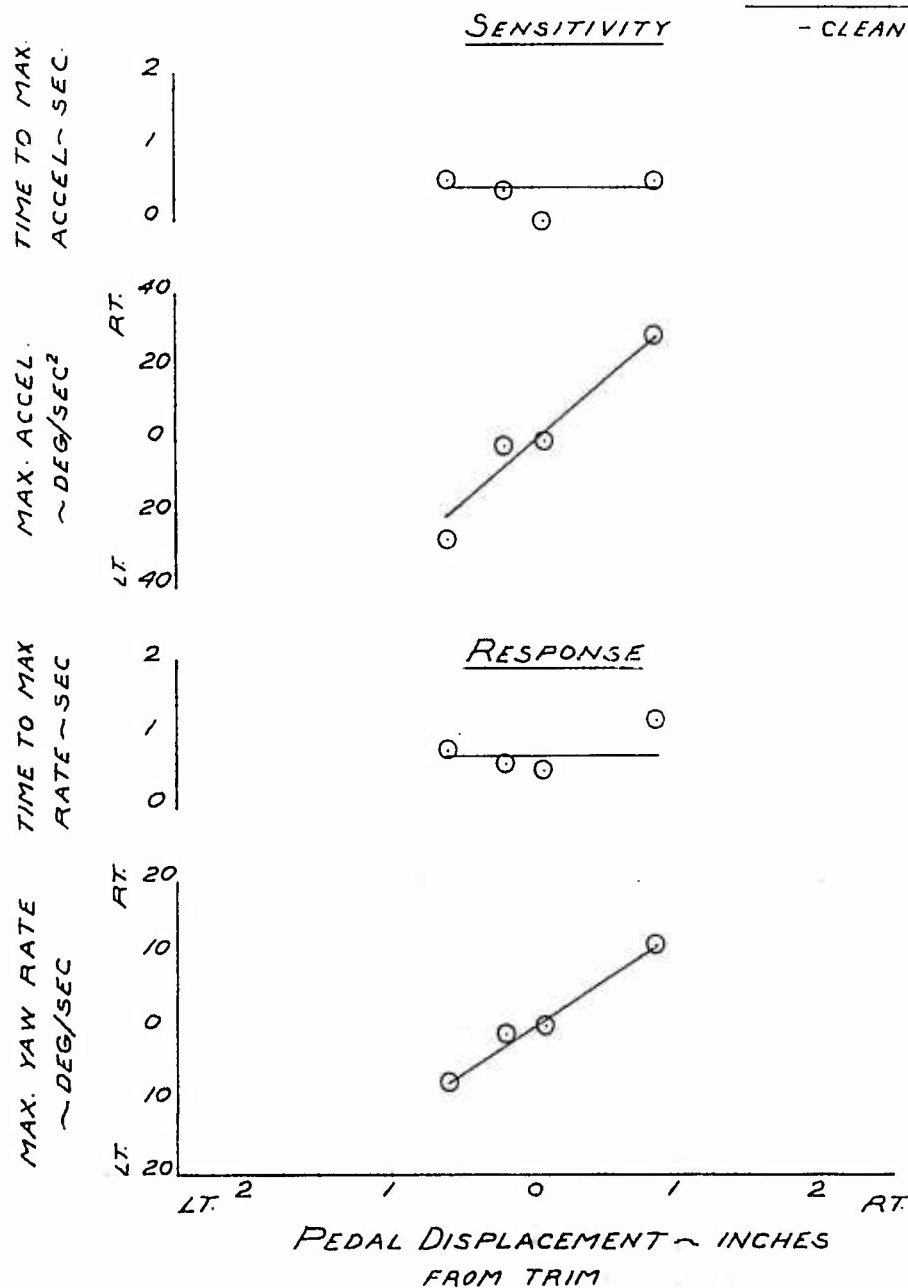 SENSITIVITY
- CLEAN
TIME TO MAX.
ACCEL ~ SEC.
2
1
0
MAX. ACCEL.
~ DEG/SEC²
RT.
40
20
0
20
LT. 40
RESPONSE
TIME TO MAX
RATE ~ SEC
2
1
0
MAX. YAW RATE
~ DEG/SEC
RT.
20
10
0
10
LT.
20
LT. 2 1 0 1 2 RT.
PEDAL DISPLACEMENT ~ INCHES
FROM TRIM